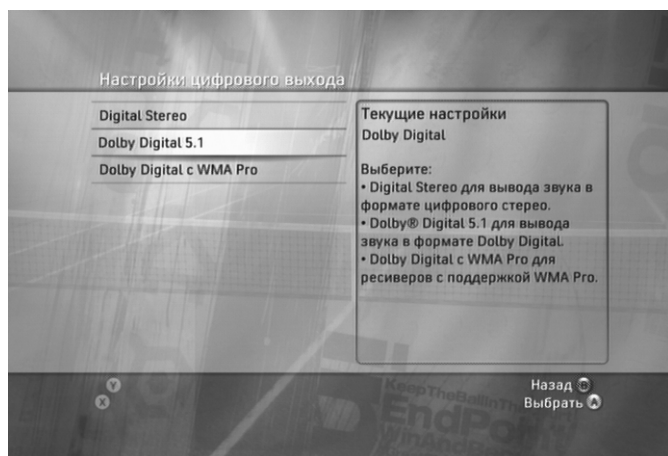 Настройки цифрового выхода
Digital Stereo
Dolby Digital 5.1
Dolby Digital с WMA Pro
Текущие настройки
Dolby Digital
Выберите:
• Digital Stereo для вывода звука в
формате цифрового стерео.
• Dolby® Digital 5.1 для вывода
звука в формате Dolby Digital.
• Dolby Digital с WMA Pro для
ресиверов с поддержкой WMA Pro.
Y
X
Назад B
Выбрать A
KeepTheBallInTh
EndPo